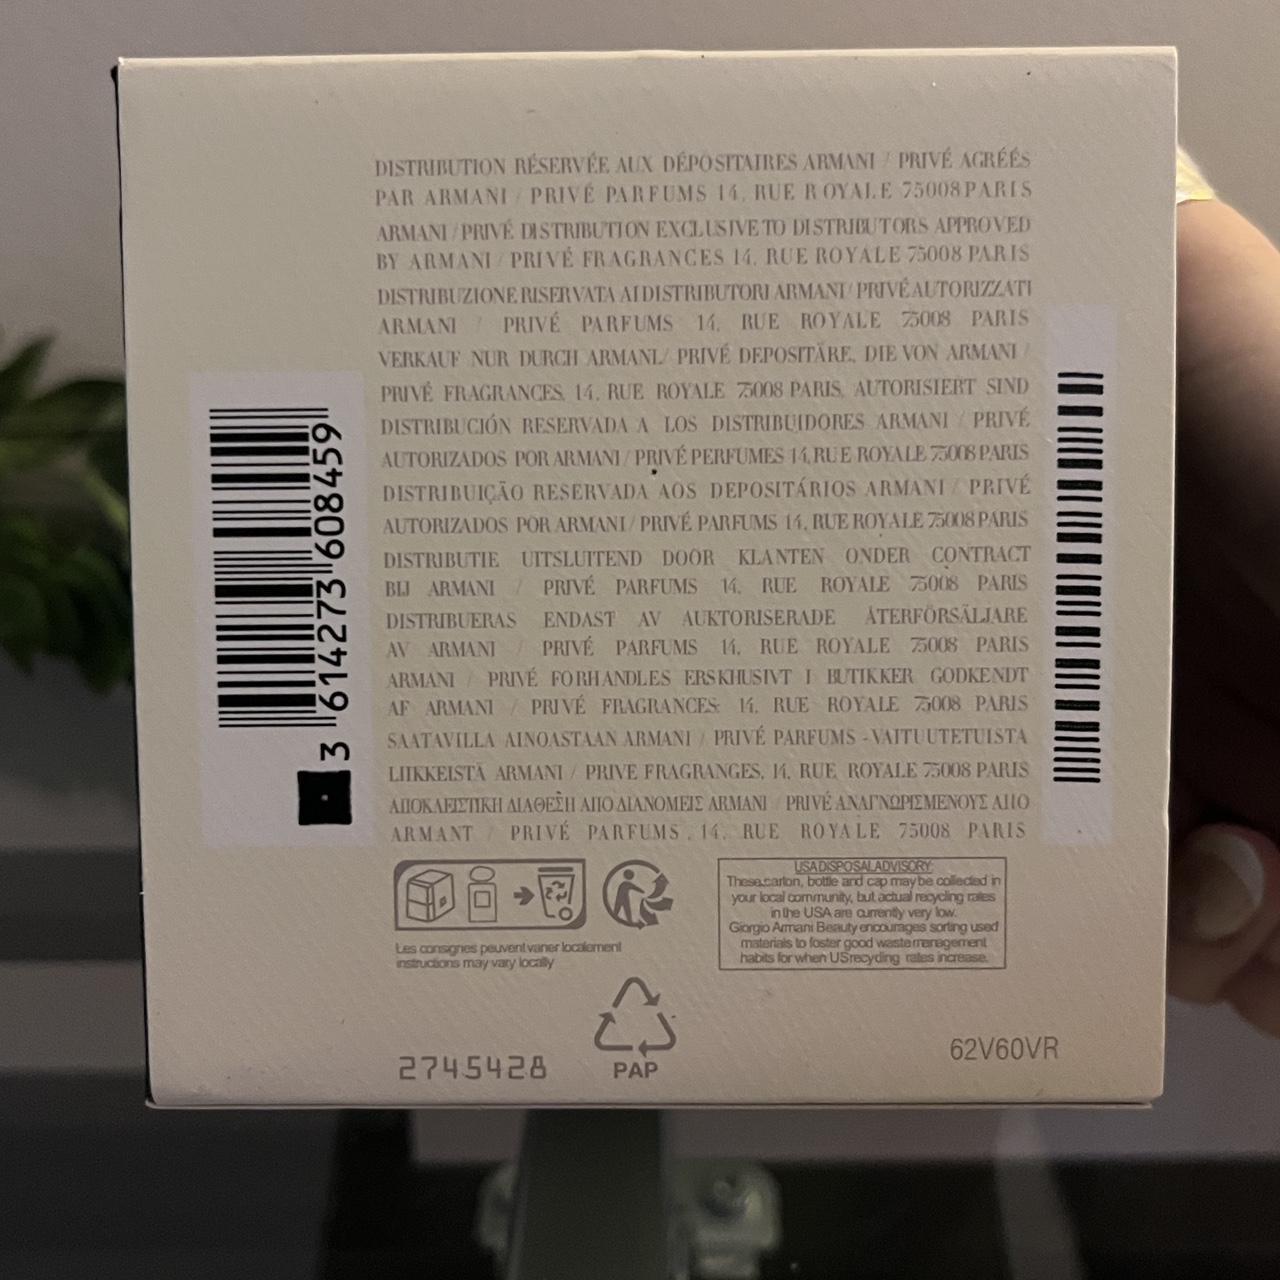 DISTRIBUTION RÉSERVÉE AUX DÉPOSITAIRES ARMANI / PRIVÉ AGRÉÉS
PAR ARMANI / PRIVÉ PARFUMS 14, RUE ROYALE 75008 PARIS
ARMANI / PRIVÉ DISTRIBUTION EXCLUSIVE TO DISTRIBUTORS APPROVED
BY ARMANI / PRIVÉ FRAGRANCES 14, RUE ROYALE 75008 PARIS
DISTRIBUZIONE RISERVATA AI DISTRIBUTORI ARMANI / PRIVÉ AUTORIZZATI
ARMANI / PRIVÉ PARFUMS 14, RUE ROYALE 75008 PARIS
VERKAUF NUR DURCH ARMANI / PRIVÉ DEPOSITÄRE, DIE VON ARMANI /
PRIVÉ FRAGRANCES, 14, RUE ROYALE 75008 PARIS, AUTORISIERT SIND
DISTRIBUCIÓN RESERVADA A LOS DISTRIBUIDORES ARMANI / PRIVÉ
AUTORIZADOS POR ARMANI / PRIVÉ PERFUMES 14, RUE ROYALE 75008 PARIS
DISTRIBUIÇÃO RESERVADA AOS DEPOSITÁRIOS ARMANI / PRIVÉ
AUTORIZADOS POR ARMANI / PRIVÉ PARFUMS 14, RUE ROYALE 75008 PARIS
DISTRIBUTIE UITSLUITEND DOOR KLANTEN ONDER CONTRACT
BIJ ARMANI / PRIVÉ PARFUMS 14, RUE ROYALE 75008 PARIS
DISTRIBUERAS ENDAST AV AUKTORISERADE ÅTERFÖRSÄLJARE
AV ARMANI / PRIVÉ PARFUMS 14, RUE ROYALE 75008 PARIS
ARMANI / PRIVÉ FORHANDLES ERSKHUSIVT I BUTIKKER GODKENDT
AF ARMANI / PRIVÉ FRAGRANCES: 14, RUE ROYALE 75008 PARIS
SAATAVILLA AINOASTAAN ARMANI / PRIVÉ PARFUMS - VAITUUTETUISTA
LIIKKEISTÄ ARMANI / PRIVE FRAGRANGES, 14, RUE ROYALE 75008 PARIS
ΑΠΟΚΛΕΙΣΤΙΚΗ ΔΙΑΘΕΣΗ ΑΠΟ ΔΙΑΝΟΜΕΙΣ ARMANI / PRIVÉ ΑΝΑΓΝΩΡΙΣΜΕΝΟΥΣ ΑΠΟ
ARMANT / PRIVÉ PARFUMS, 14, RUE ROYALE 75008 PARIS
3 614273 608459
Les consignes peuvent varier localement
instructions may vary locally
USA DISPOSAL ADVISORY:
These carton, bottle and cap may be collected in
your local community, but actual recycling rates
in the USA are currently very low.
Giorgio Armani Beauty encourages sorting used
materials to foster good waste management
habits for when US recycling rates increase.
2745428
PAP
62V60VR